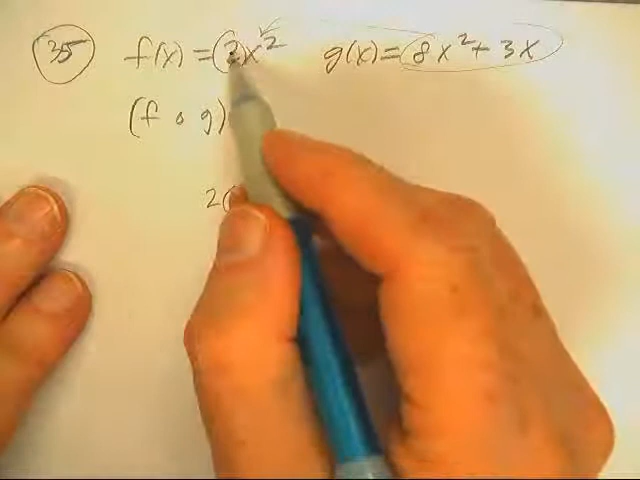 35 f(x) = 2x² g(x) = 8x² + 3x
(f ∘ g)
2(